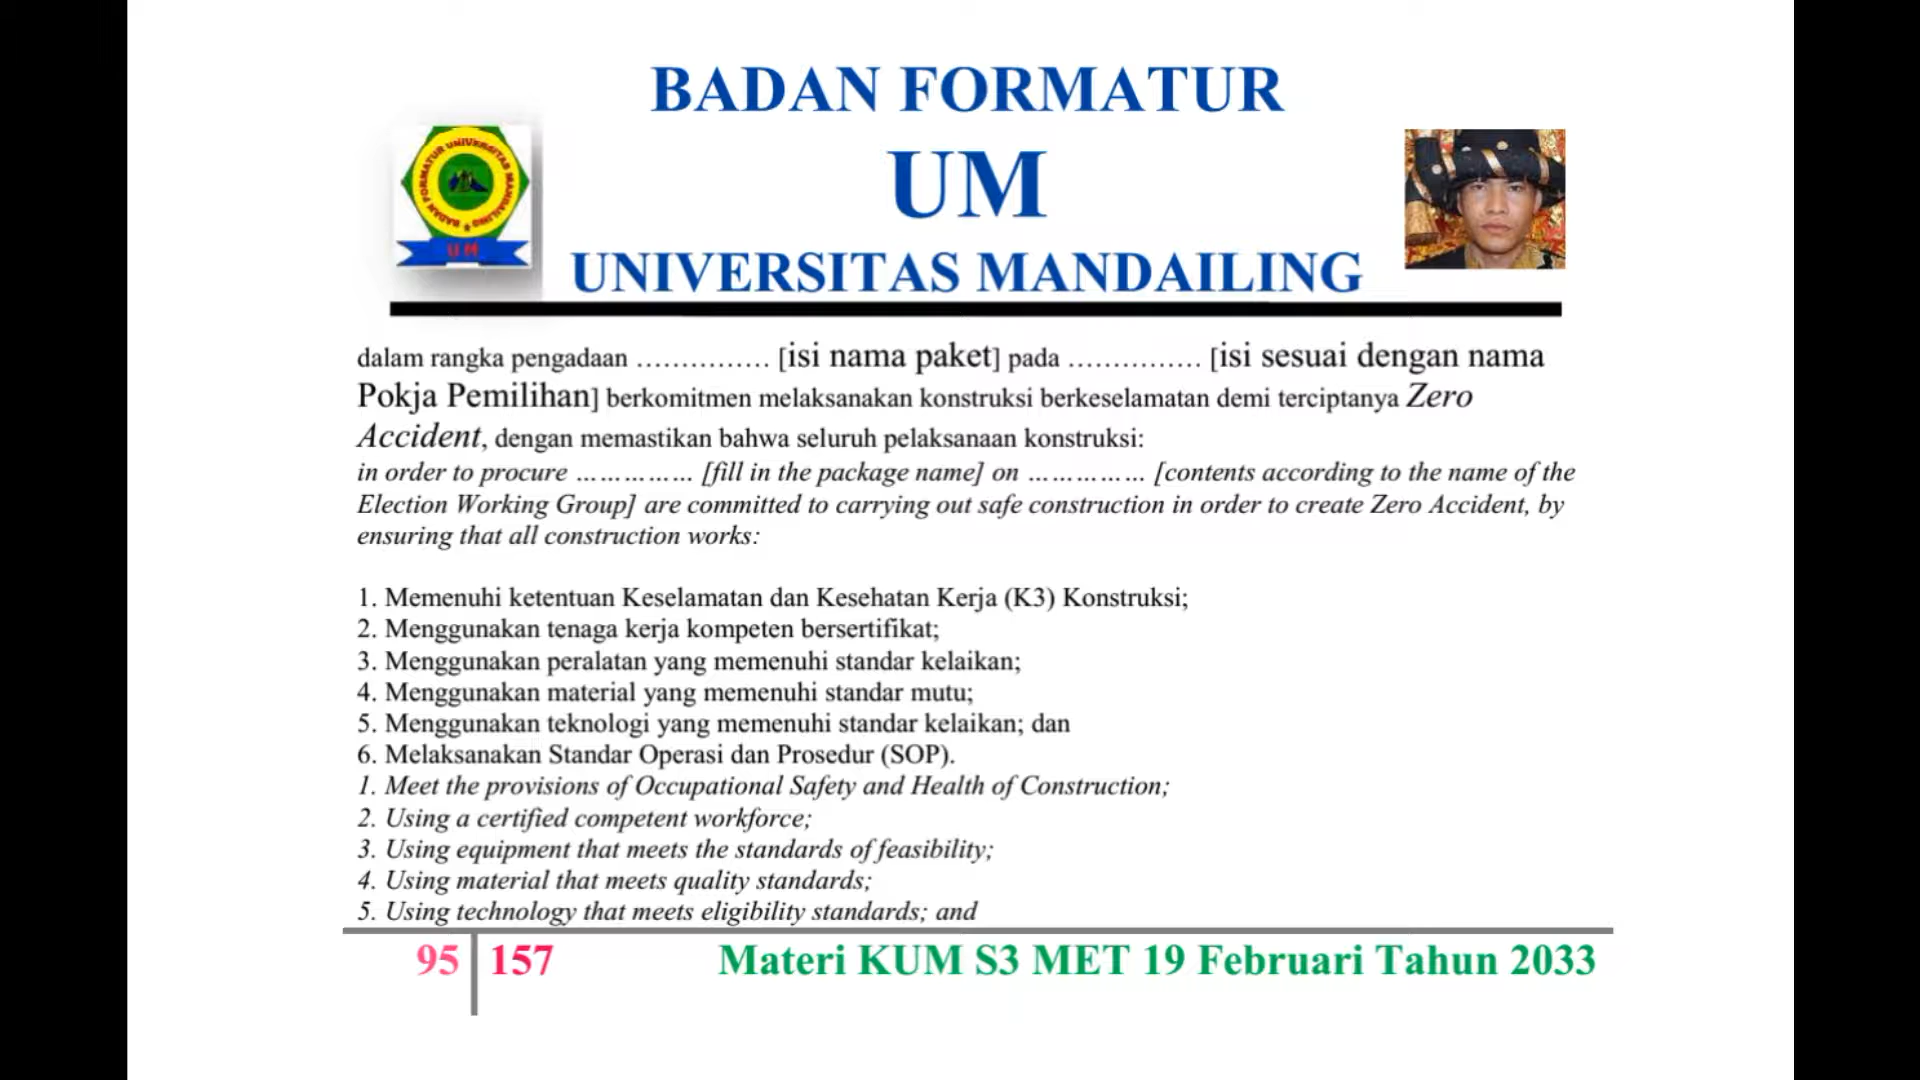 BADAN FORMATUR
UM
UNIVERSITAS MANDAILING
BADAN FORMATUR UNIVERSITAS MANDAILING
UM
dalam rangka pengadaan …………… [isi nama paket] pada …………… [isi sesuai dengan nama
Pokja Pemilihan] berkomitmen melaksanakan konstruksi berkeselamatan demi terciptanya Zero
Accident, dengan memastikan bahwa seluruh pelaksanaan konstruksi:
in order to procure …………… [fill in the package name] on …………… [contents according to the name of the
Election Working Group] are committed to carrying out safe construction in order to create Zero Accident, by
ensuring that all construction works:
1. Memenuhi ketentuan Keselamatan dan Kesehatan Kerja (K3) Konstruksi;
2. Menggunakan tenaga kerja kompeten bersertifikat;
3. Menggunakan peralatan yang memenuhi standar kelaikan;
4. Menggunakan material yang memenuhi standar mutu;
5. Menggunakan teknologi yang memenuhi standar kelaikan; dan
6. Melaksanakan Standar Operasi dan Prosedur (SOP).
1. Meet the provisions of Occupational Safety and Health of Construction;
2. Using a certified competent workforce;
3. Using equipment that meets the standards of feasibility;
4. Using material that meets quality standards;
5. Using technology that meets eligibility standards; and
95 157 Materi KUM S3 MET 19 Februari Tahun 2033